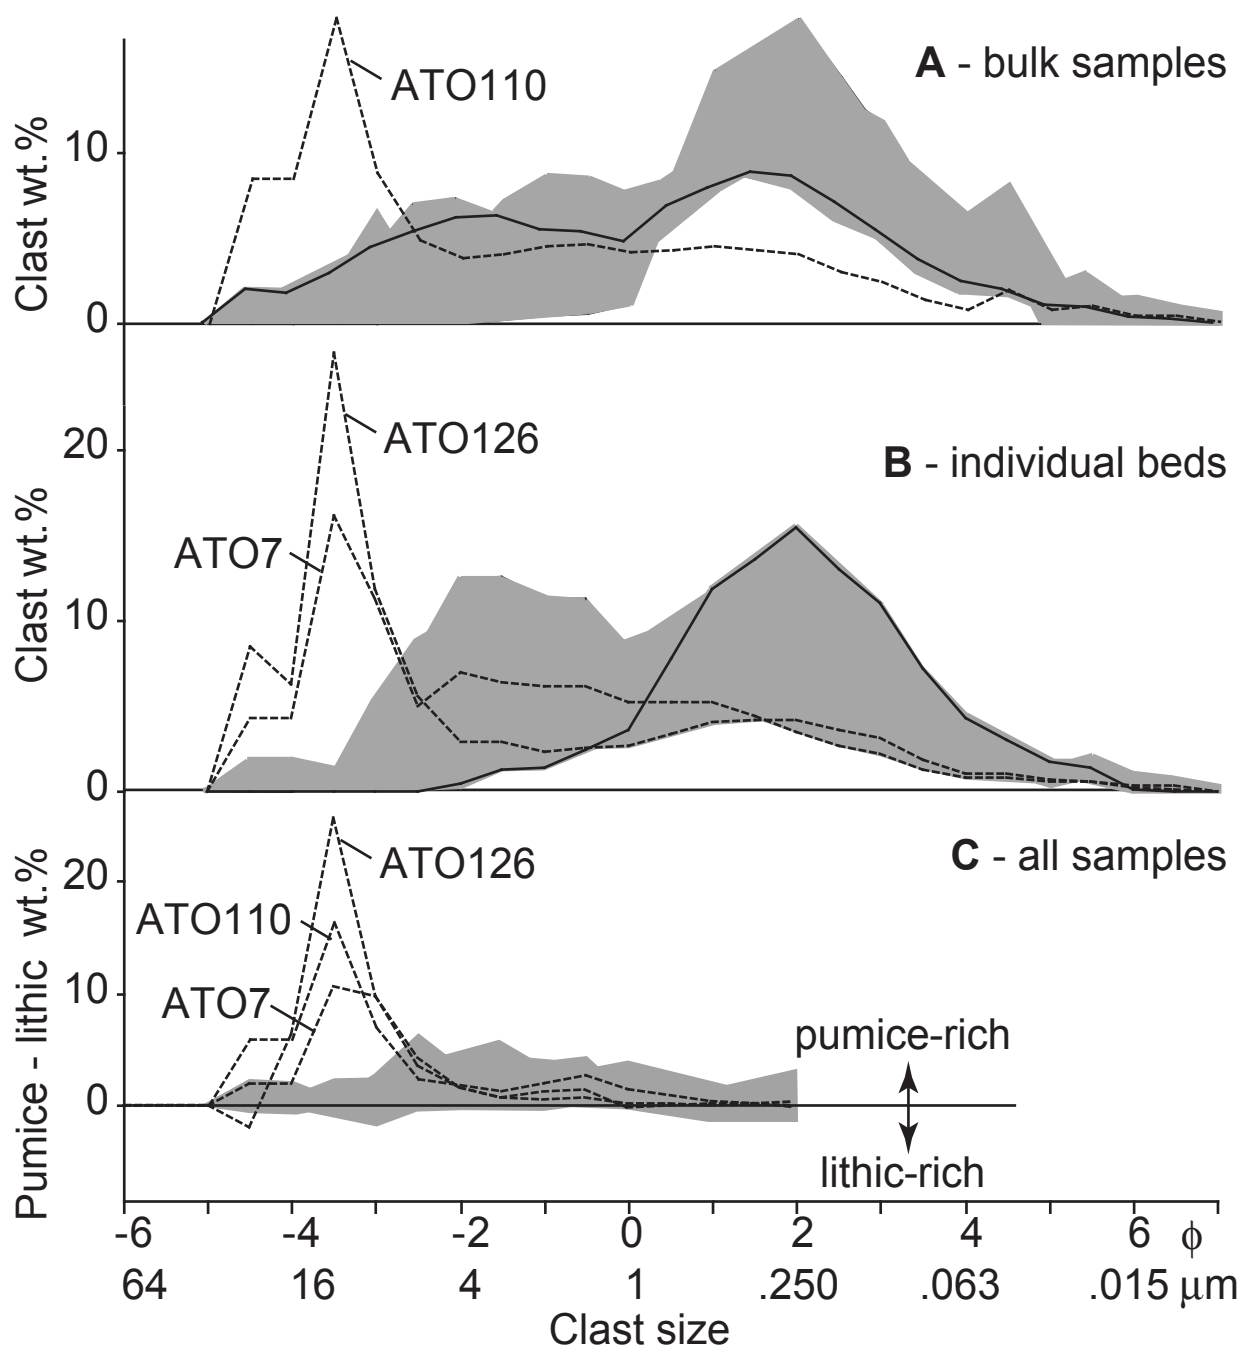 A - bulk samples
ATO110
Clast wt.%
10
0
ATO126
B - individual beds
ATO7
Clast wt.%
20
10
0
C - all samples
ATO126
ATO110
ATO7
Pumice - lithic wt.%
20
10
0
pumice-rich
lithic-rich
-6 -4 -2 0 2 4 6 ϕ
64 16 4 1 .250 .063 .015 μm
Clast size